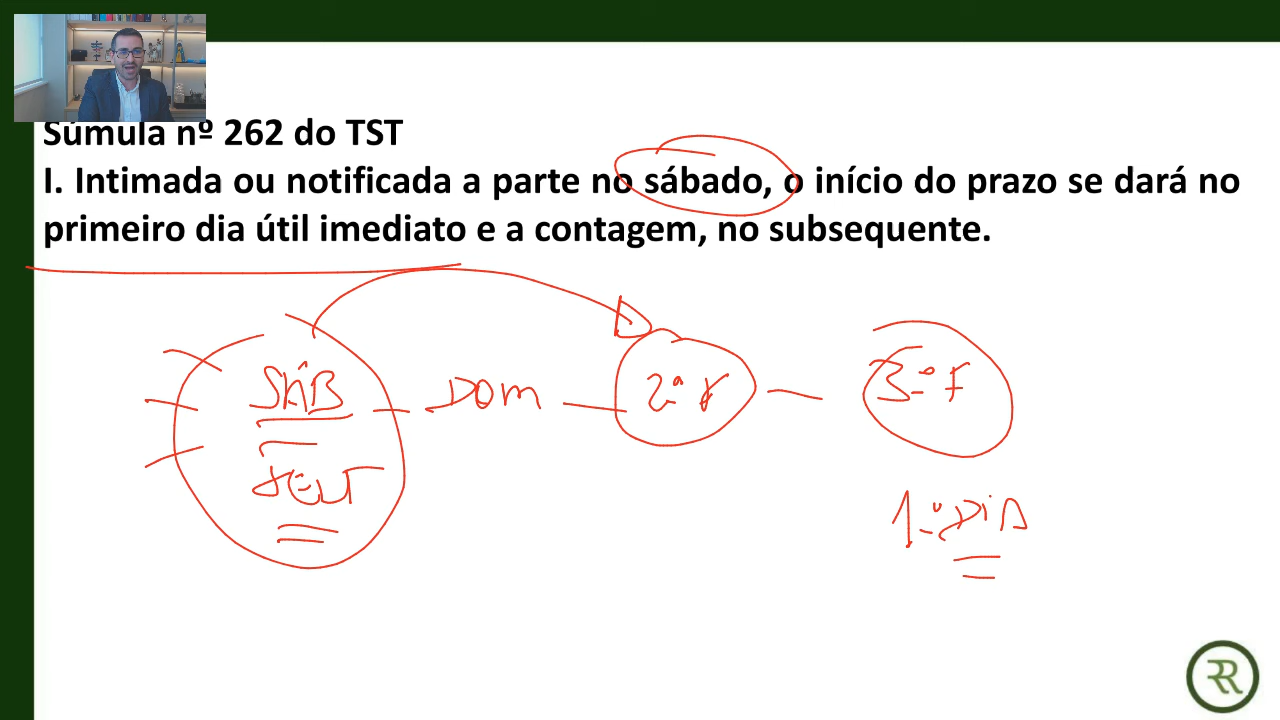 Súmula nº 262 do TST
I. Intimada ou notificada a parte no sábado, o início do prazo se dará no
primeiro dia útil imediato e a contagem, no subsequente.
SÁB — DOM — 2ª F — 3ª F
1º DIA